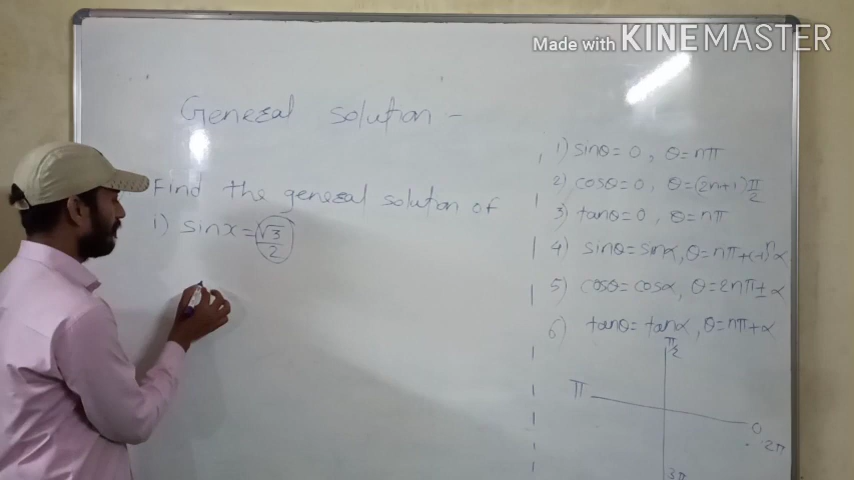 Made with KINEMASTER
General solution -
Find the general solution of
i) sinx = √3/2
1) sinθ = 0, θ = nπ
2) cosθ = 0, θ = (2n+1)π/2
3) tanθ = 0, θ = nπ
4) sinθ = sinα, θ = nπ + (-1)ⁿα
5) cosθ = cosα, θ = 2nπ ± α
6) tanθ = tanα, θ = nπ + α
π/2
π
0
2π
3π